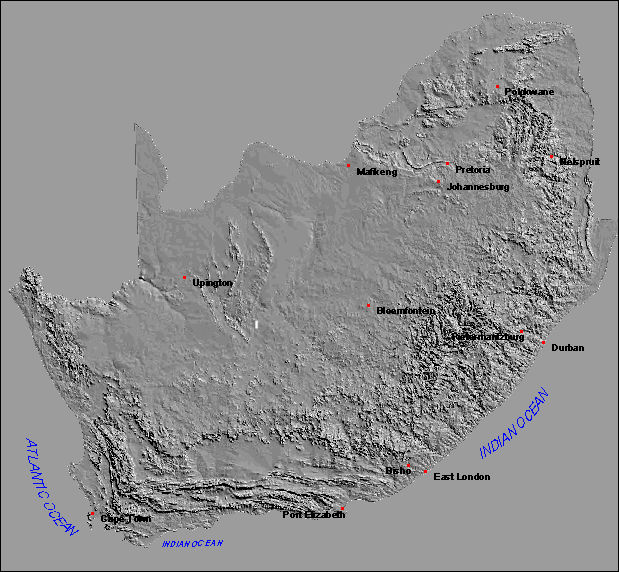 Polokwane
Nelspruit
Mafikeng
Pretoria
Johannesburg
Upington
Bloemfontein
Pietermaritzburg
Durban
INDIAN OCEAN
ATLANTIC OCEAN
Bisho
East London
Cape Town
Port Elizabeth
INDIAN OCEAN